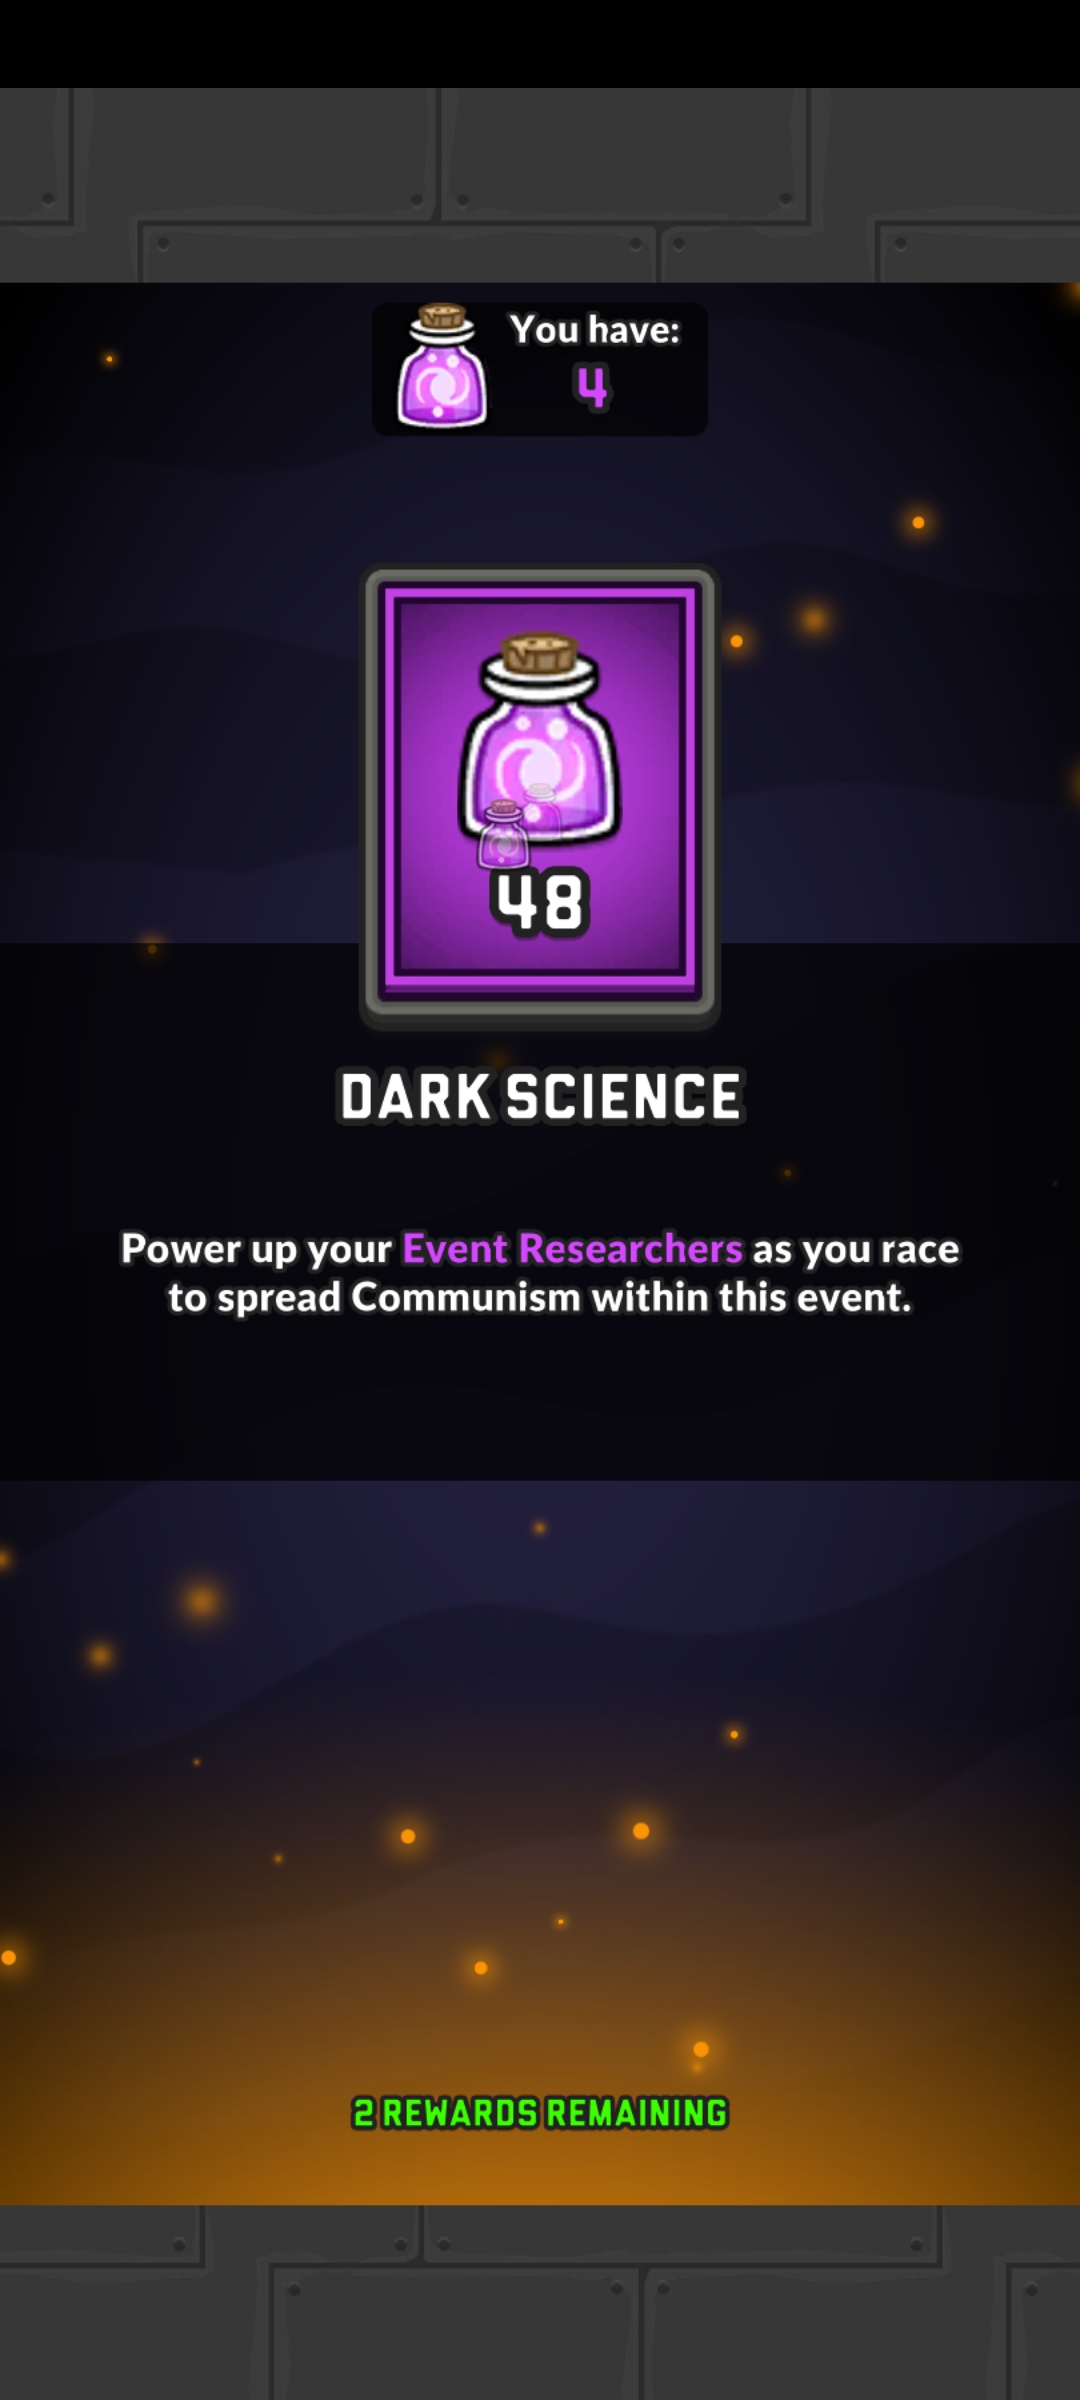 You have:
4
48
DARK SCIENCE
Power up your Event Researchers as you race
to spread Communism within this event.
2 REWARDS REMAINING